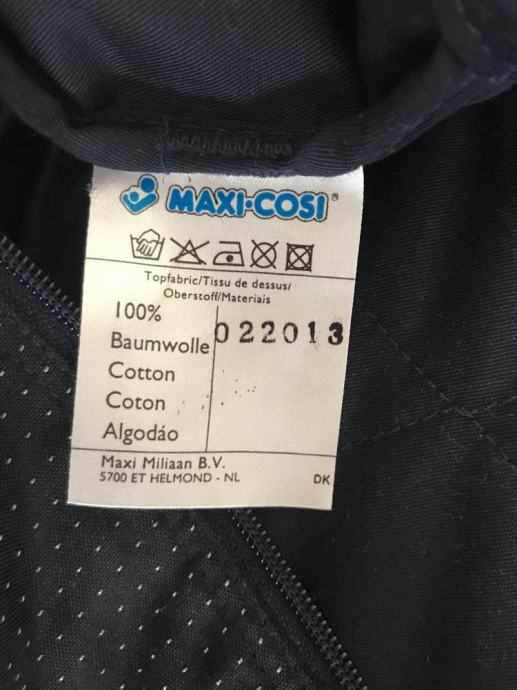 MAXI-COSI®
Topfabric/Tissu de dessus/
Oberstoff/Materiais
100%
Baumwolle
022013
Cotton
Coton
Algodáo
Maxi Miliaan B.V.
5700 ET HELMOND - NL
DK